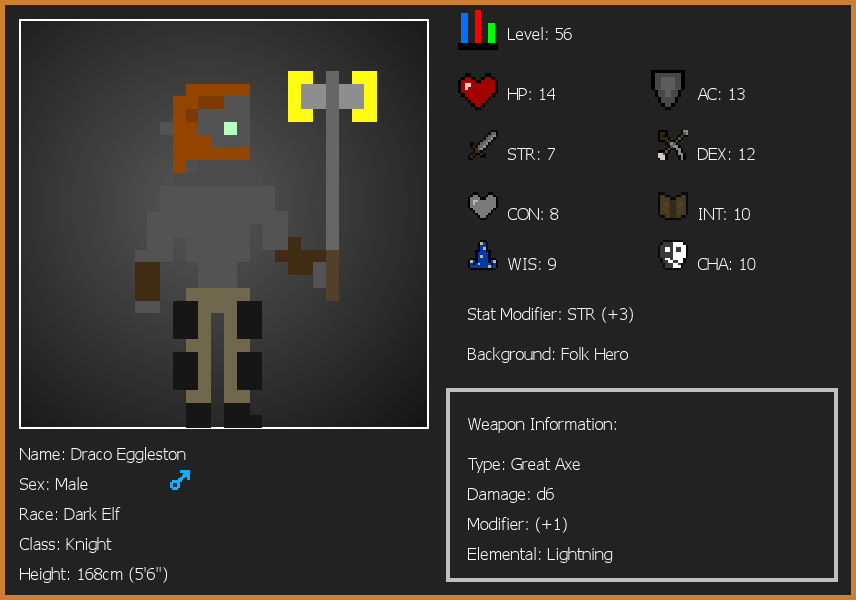 Level: 56
HP: 14
AC: 13
STR: 7
DEX: 12
CON: 8
INT: 10
WIS: 9
CHA: 10
Stat Modifier: STR (+3)
Background: Folk Hero
Weapon Information:
Type: Great Axe
Damage: d6
Modifier: (+1)
Elemental: Lightning
Name: Draco Eggleston
Sex: Male
Race: Dark Elf
Class: Knight
Height: 168cm (5'6")